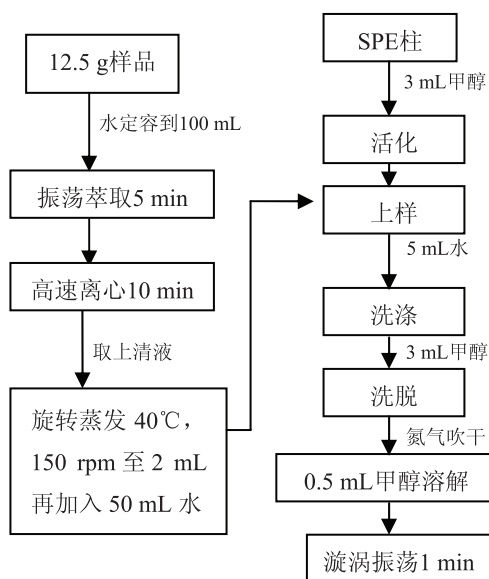 12.5 g样品
水定容到100 mL
振荡萃取5 min
高速离心10 min
取上清液
旋转蒸发 40℃,
150 rpm 至 2 mL
再加入 50 mL 水
SPE柱
3 mL甲醇
活化
上样
5 mL水
洗涤
3 mL甲醇
洗脱
氮气吹干
0.5 mL甲醇溶解
漩涡振荡1 min